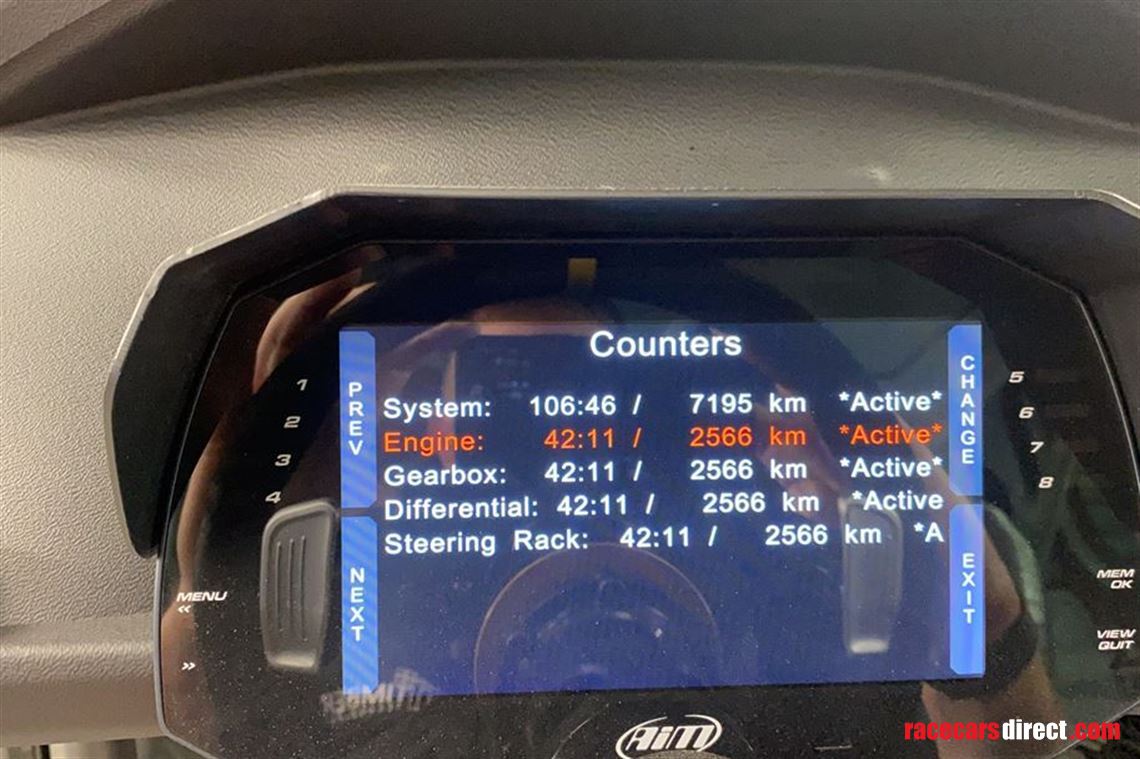 Counters
PREV
CHANGE
System: 106:46 / 7195 km *Active*
Engine: 42:11 / 2566 km *Active*
Gearbox: 42:11 / 2566 km *Active*
Differential: 42:11 / 2566 km *Active
Steering Rack: 42:11 / 2566 km *A
NEXT
EXIT
1
2
3
4
5
6
7
8
MENU
<<
>>
MEM
OK
VIEW
QUIT
AiM
racecarsdirect.com